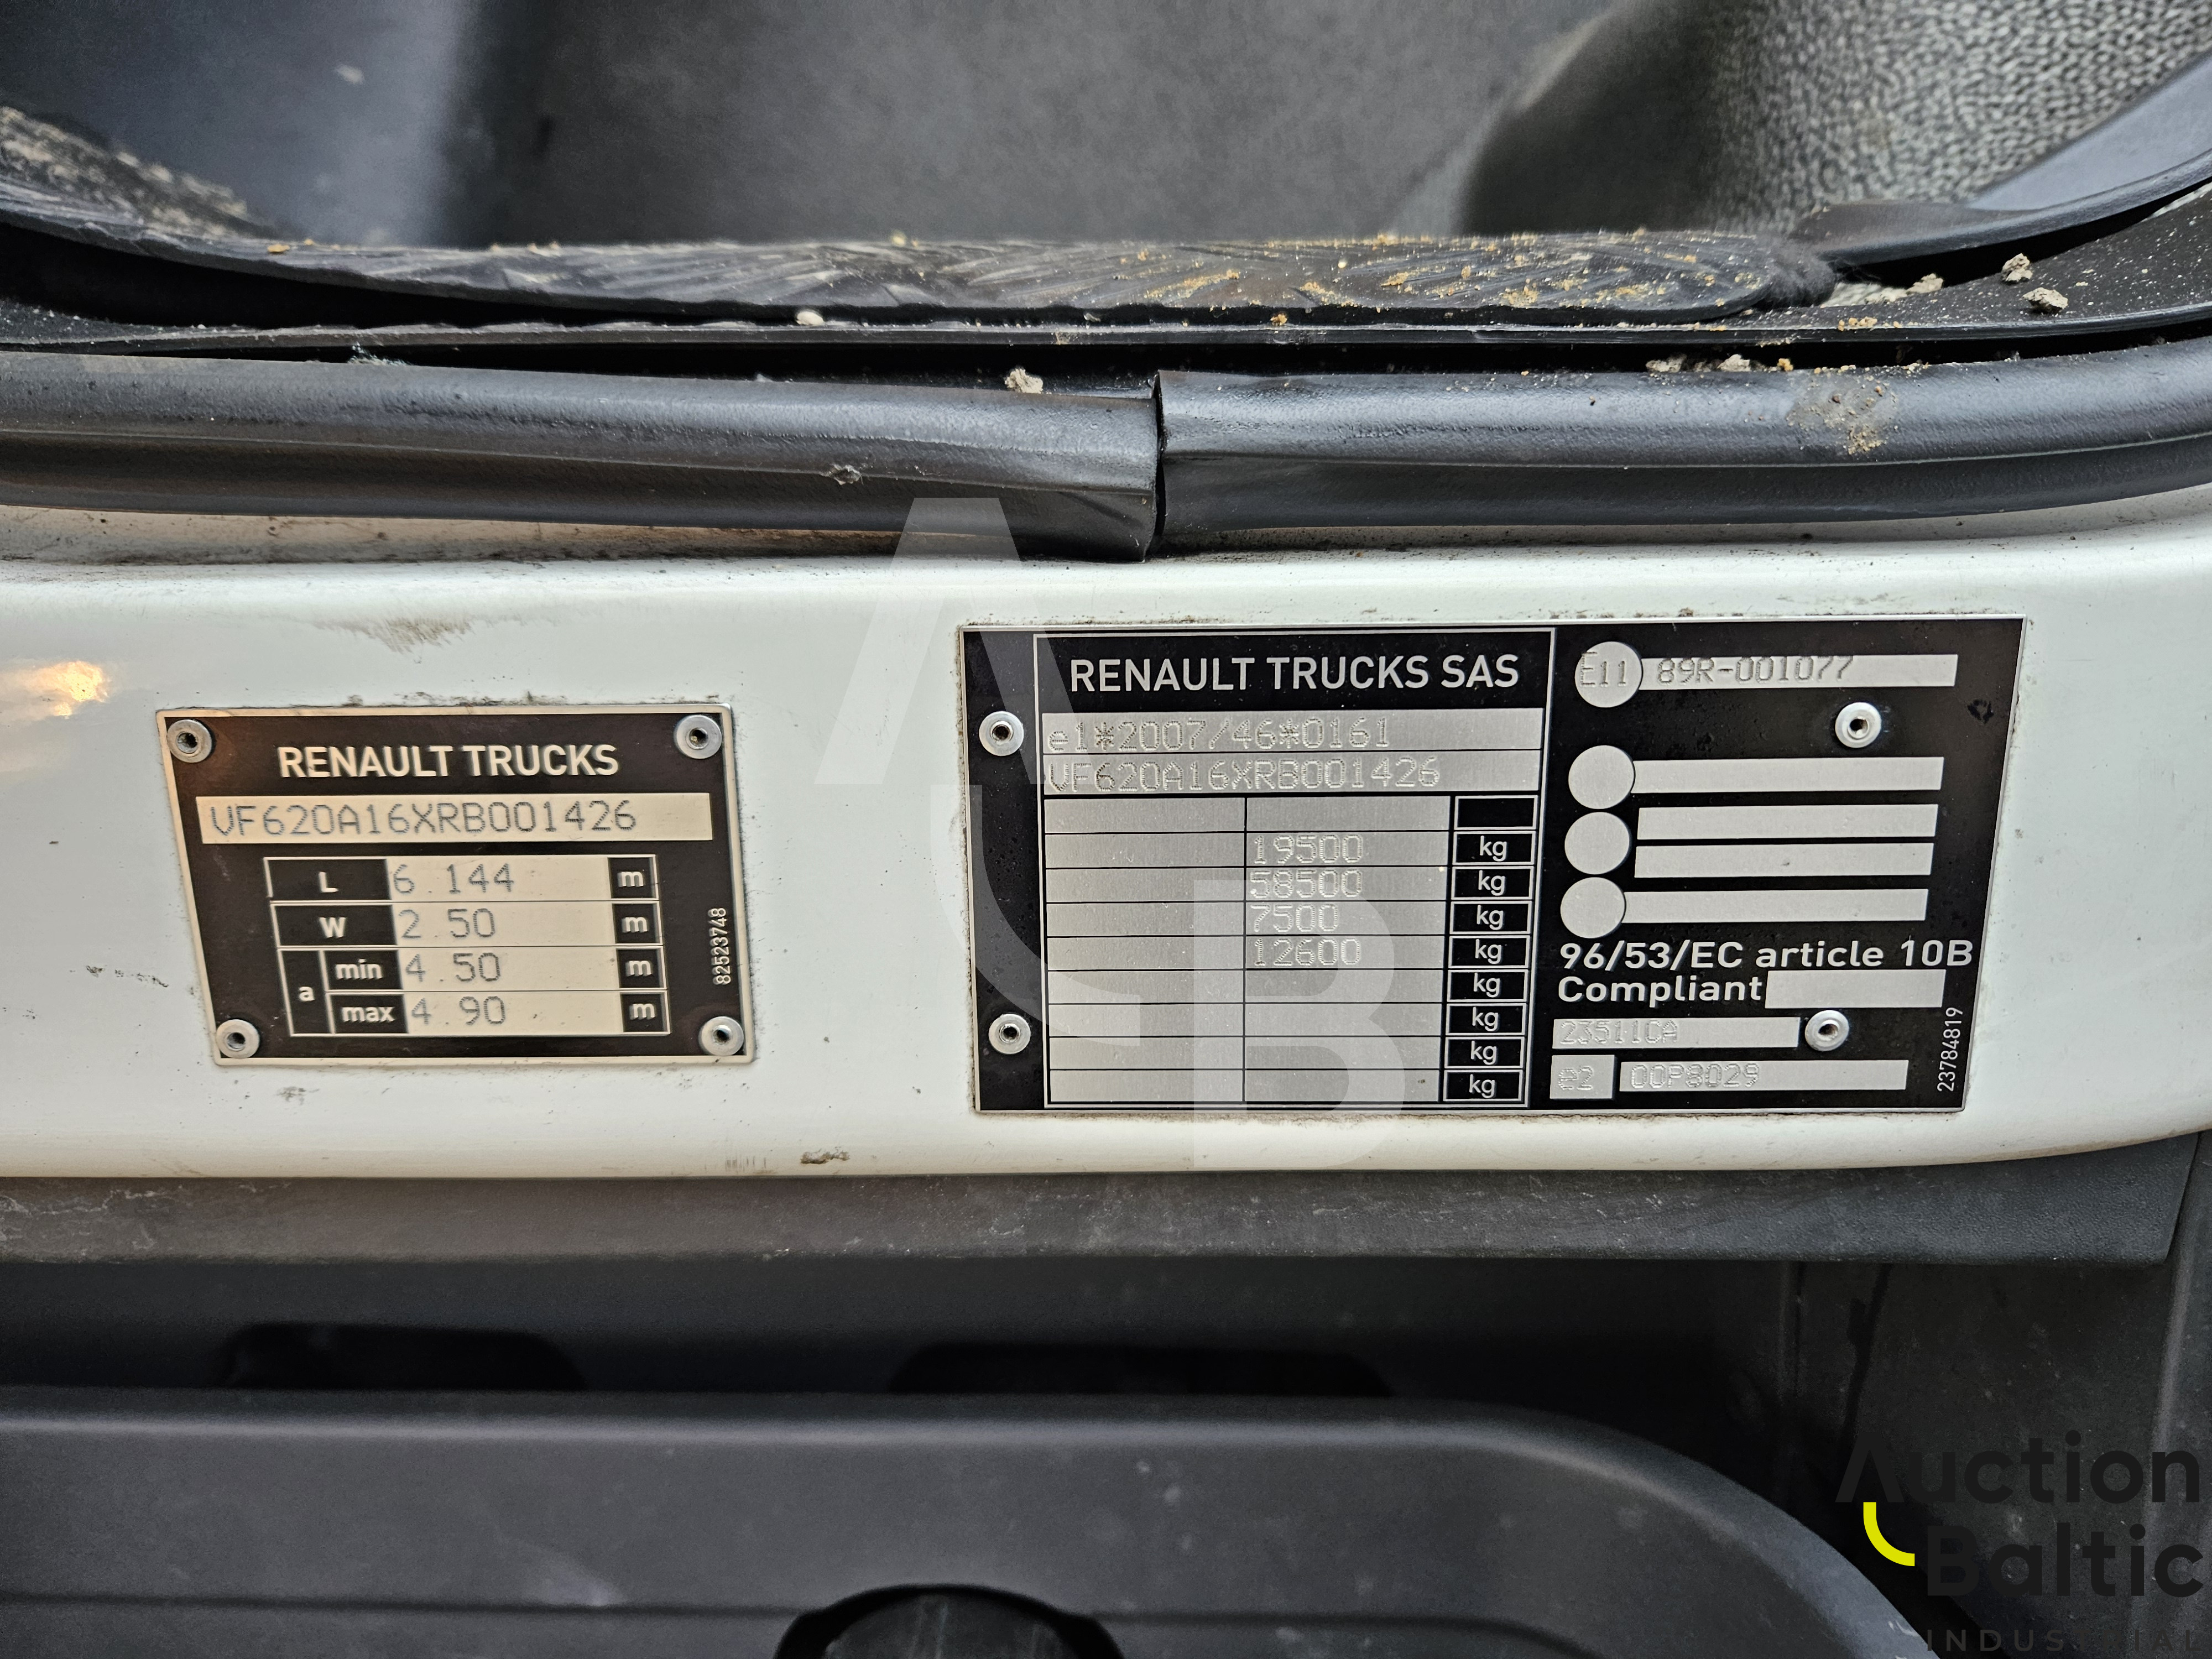 RENAULT TRUCKS
VF620A16XRB001426
L 6.144 m
W 2.50 m
a min 4.50 m
max 4.90 m
82523748
RENAULT TRUCKS SAS
e1*2007/46*0161
VF620A16XRB001426
19500 kg
58500 kg
7500 kg
12600 kg
kg
kg
kg
kg
E11 89R-001077
96/53/EC article 10B
Compliant
23511CA
e2 00P8029
23784819
Auction
Baltic
INDUSTRIAL